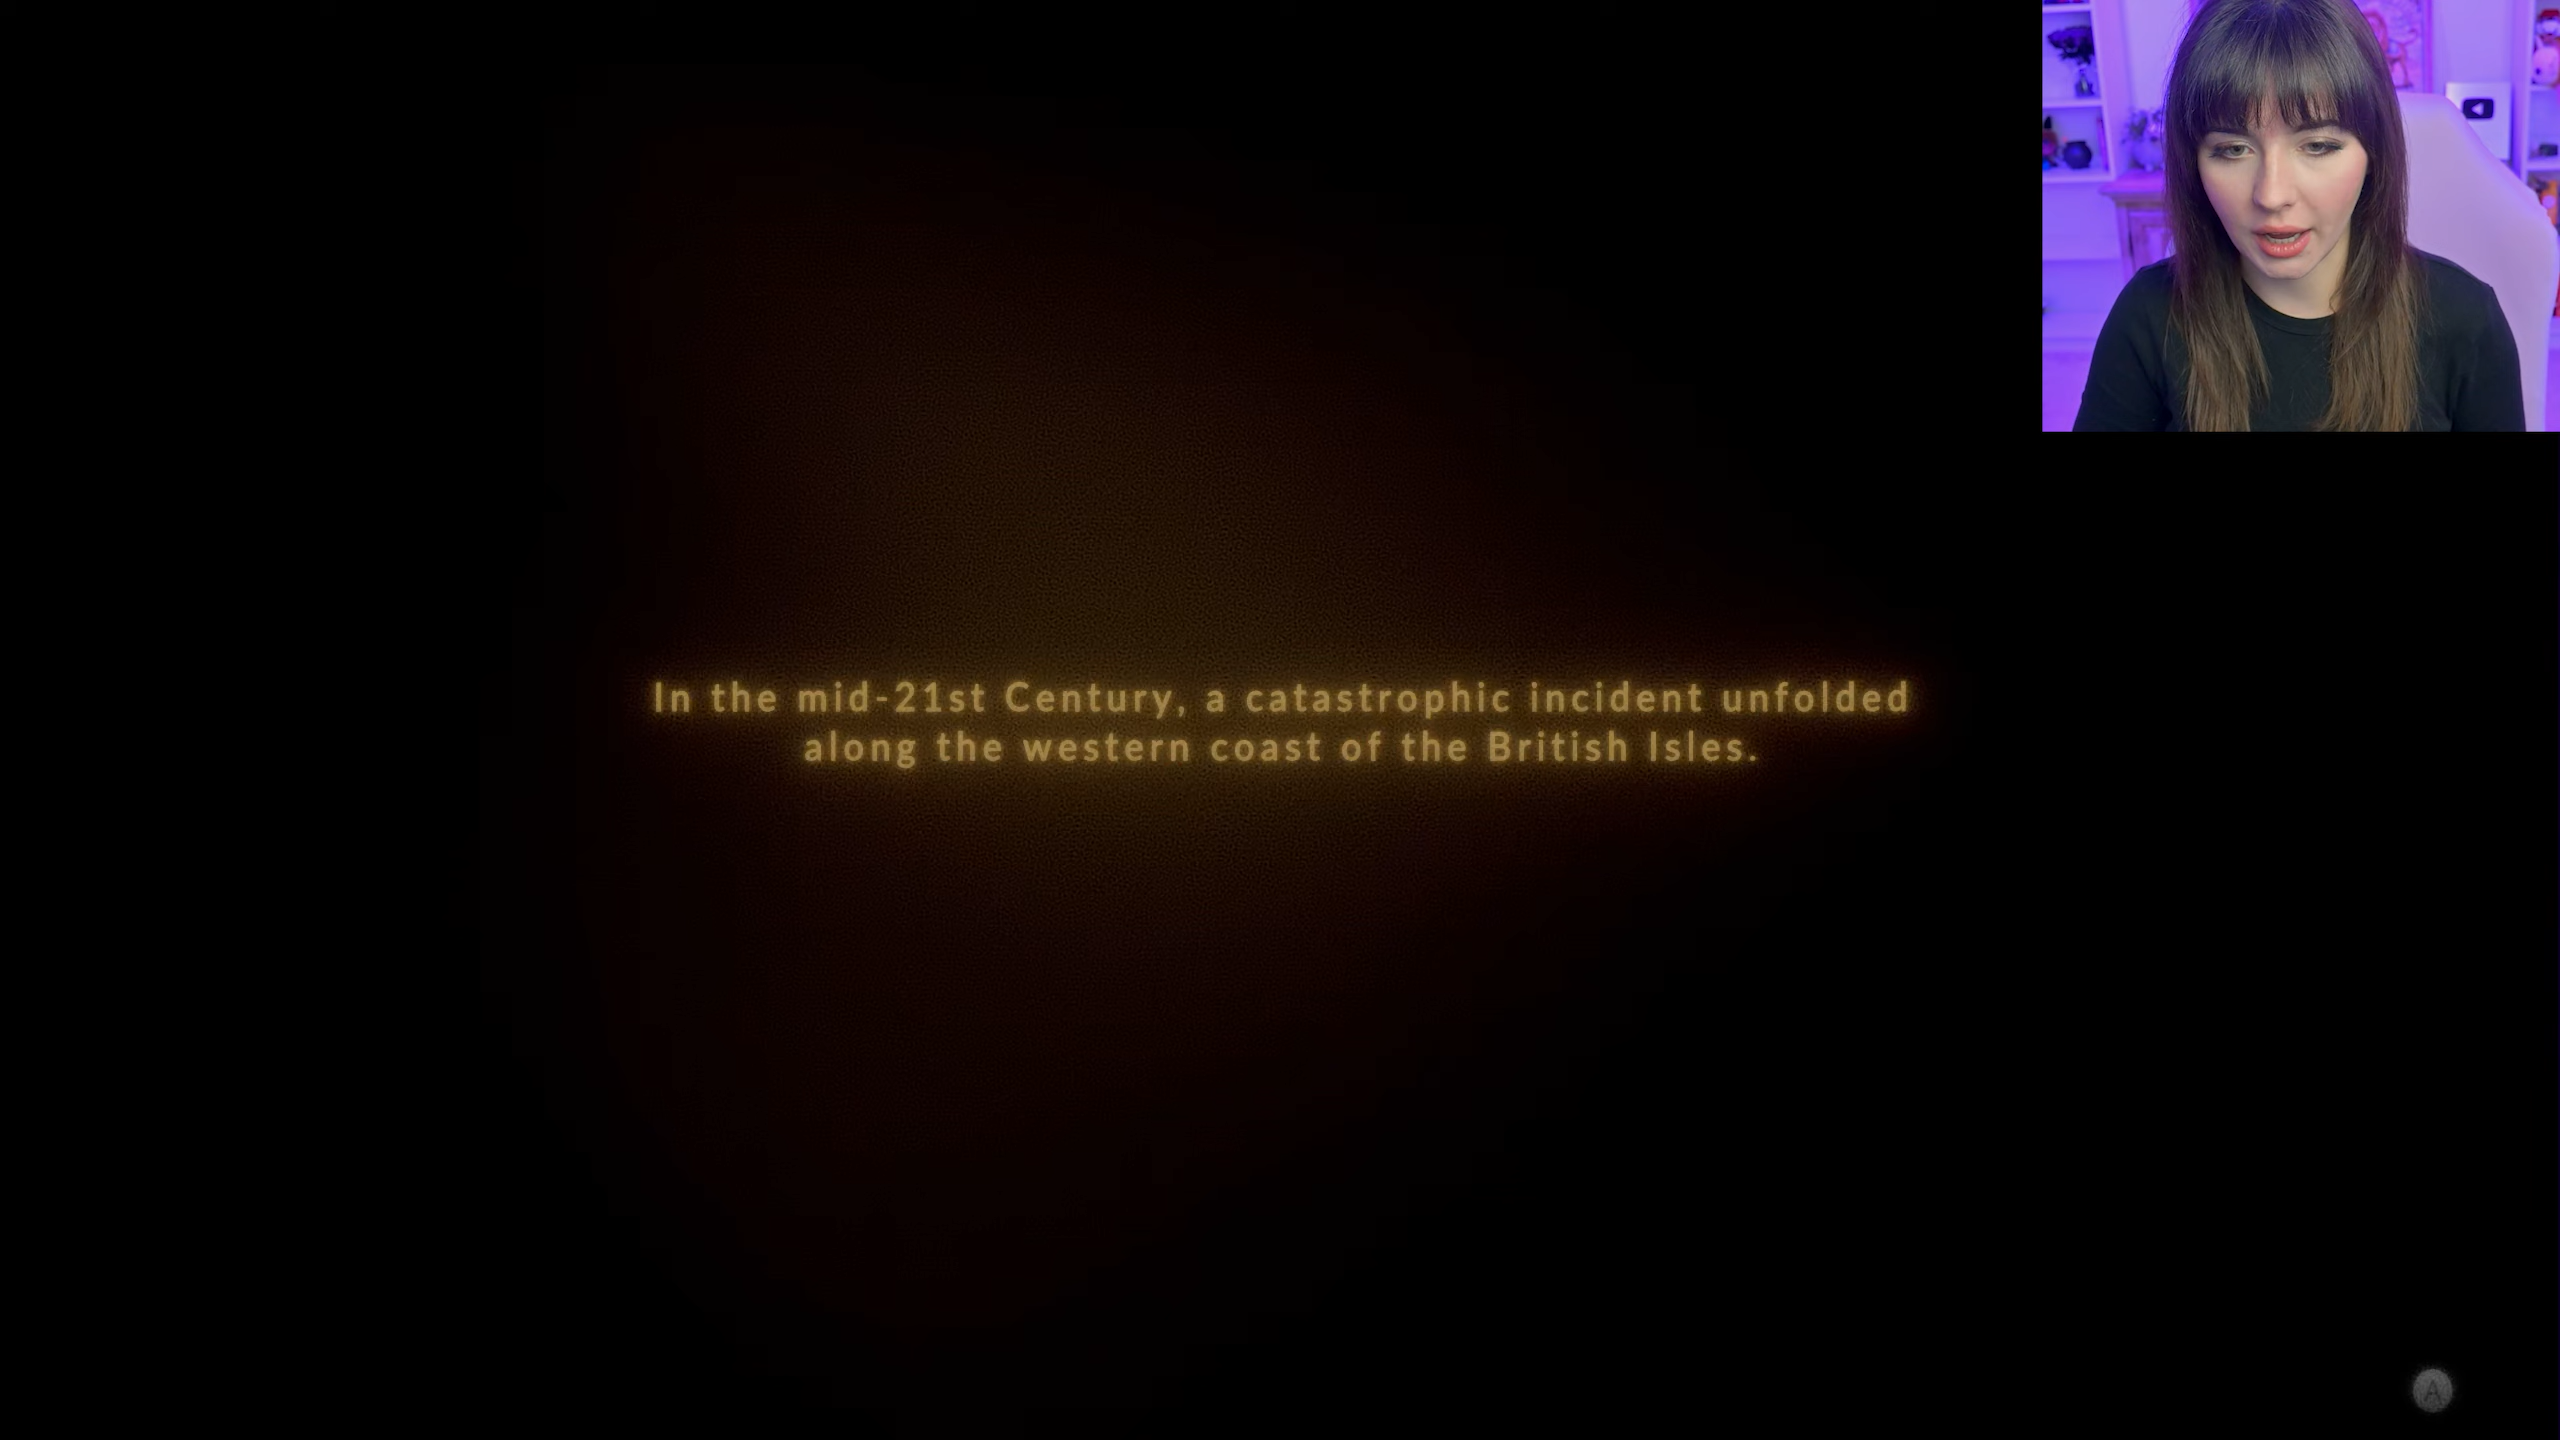 In the mid-21st Century, a catastrophic incident unfolded
along the western coast of the British Isles.
A